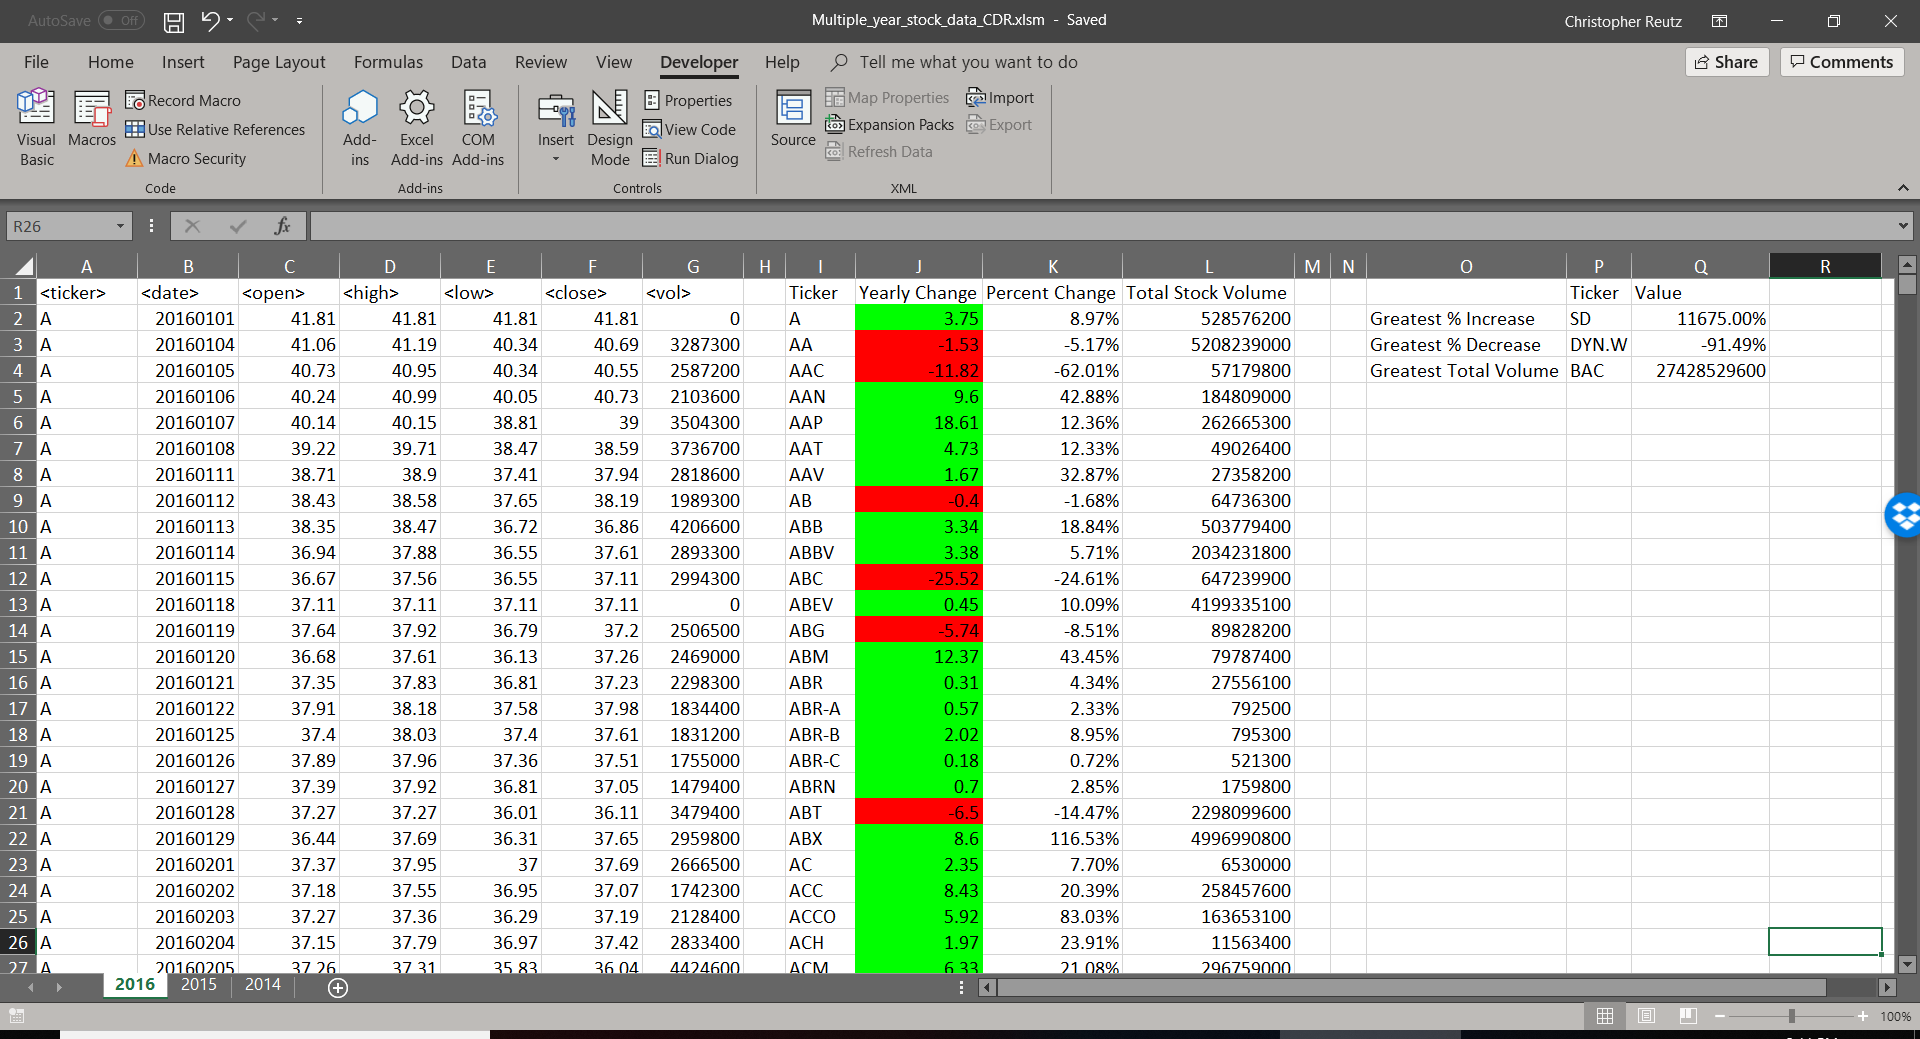 AutoSave Off
Multiple_year_stock_data_CDR.xlsm - Saved
Christopher Reutz
File Home Insert Page Layout Formulas Data Review View Developer Help Tell me what you want to do
Share Comments
Visual Basic
Macros
Record Macro
Use Relative References
Macro Security
Code
Add-ins
Excel Add-ins
COM Add-ins
Add-ins
Insert
Design Mode
Properties
View Code
Run Dialog
Controls
Source
Map Properties
Expansion Packs
Refresh Data
Import
Export
XML
R26
fx
A B C D E F G H I J K L M N O P Q R
1 <ticker> <date> <open> <high> <low> <close> <vol> Ticker Yearly Change Percent Change Total Stock Volume Ticker Value
2 A 20160101 41.81 41.81 41.81 41.81 0 A 3.75 8.97% 528576200 Greatest % Increase SD 11675.00%
3 A 20160104 41.06 41.19 40.34 40.69 3287300 AA -1.53 -5.17% 5208239000 Greatest % Decrease DYN.W -91.49%
4 A 20160105 40.73 40.95 40.34 40.55 2587200 AAC -11.82 -62.01% 57179800 Greatest Total Volume BAC 27428529600
5 A 20160106 40.24 40.99 40.05 40.73 2103600 AAN 9.6 42.88% 184809000
6 A 20160107 40.14 40.15 38.81 39 3504300 AAP 18.61 12.36% 262665300
7 A 20160108 39.22 39.71 38.47 38.59 3736700 AAT 4.73 12.33% 49026400
8 A 20160111 38.71 38.9 37.41 37.94 2818600 AAV 1.67 32.87% 27358200
9 A 20160112 38.43 38.58 37.65 38.19 1989300 AB -0.4 -1.68% 64736300
10 A 20160113 38.35 38.47 36.72 36.86 4206600 ABB 3.34 18.84% 503779400
11 A 20160114 36.94 37.88 36.55 37.61 2893300 ABBV 3.38 5.71% 2034231800
12 A 20160115 36.67 37.56 36.55 37.11 2994300 ABC -25.52 -24.61% 647239900
13 A 20160118 37.11 37.11 37.11 37.11 0 ABEV 0.45 10.09% 4199335100
14 A 20160119 37.64 37.92 36.79 37.2 2506500 ABG -5.74 -8.51% 89828200
15 A 20160120 36.68 37.61 36.13 37.26 2469000 ABM 12.37 43.45% 79787400
16 A 20160121 37.35 37.83 36.81 37.23 2298300 ABR 0.31 4.34% 27556100
17 A 20160122 37.91 38.18 37.58 37.98 1834400 ABR-A 0.57 2.33% 792500
18 A 20160125 37.4 38.03 37.4 37.61 1831200 ABR-B 2.02 8.95% 795300
19 A 20160126 37.89 37.96 37.36 37.51 1755000 ABR-C 0.18 0.72% 521300
20 A 20160127 37.39 37.92 36.81 37.05 1479400 ABRN 0.7 2.85% 1759800
21 A 20160128 37.27 37.27 36.01 36.11 3479400 ABT -6.5 -14.47% 2298099600
22 A 20160129 36.44 37.69 36.31 37.65 2959800 ABX 8.6 116.53% 4996990800
23 A 20160201 37.37 37.95 37 37.69 2666500 AC 2.35 7.70% 6530000
24 A 20160202 37.18 37.55 36.95 37.07 1742300 ACC 8.43 20.39% 258457600
25 A 20160203 37.27 37.36 36.29 37.19 2128400 ACCO 5.92 83.03% 163653100
26 A 20160204 37.15 37.79 36.97 37.42 2833400 ACH 1.97 23.91% 11563400
27 A 20160205 37.26 37.31 35.83 36.04 4424600 ACM 6.33 21.08% 296759000
2016 2015 2014
100%